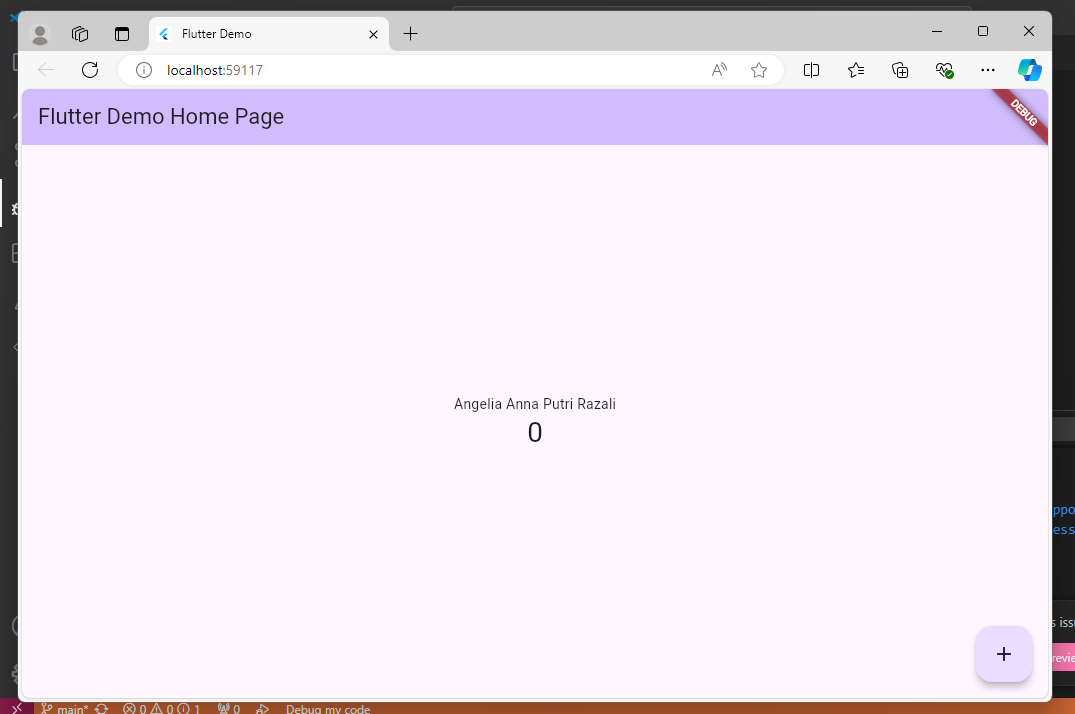 Flutter Demo
localhost:59117
Flutter Demo Home Page
DEBUG
Angelia Anna Putri Razali
0
main* 0 0 1 0 Debug my code